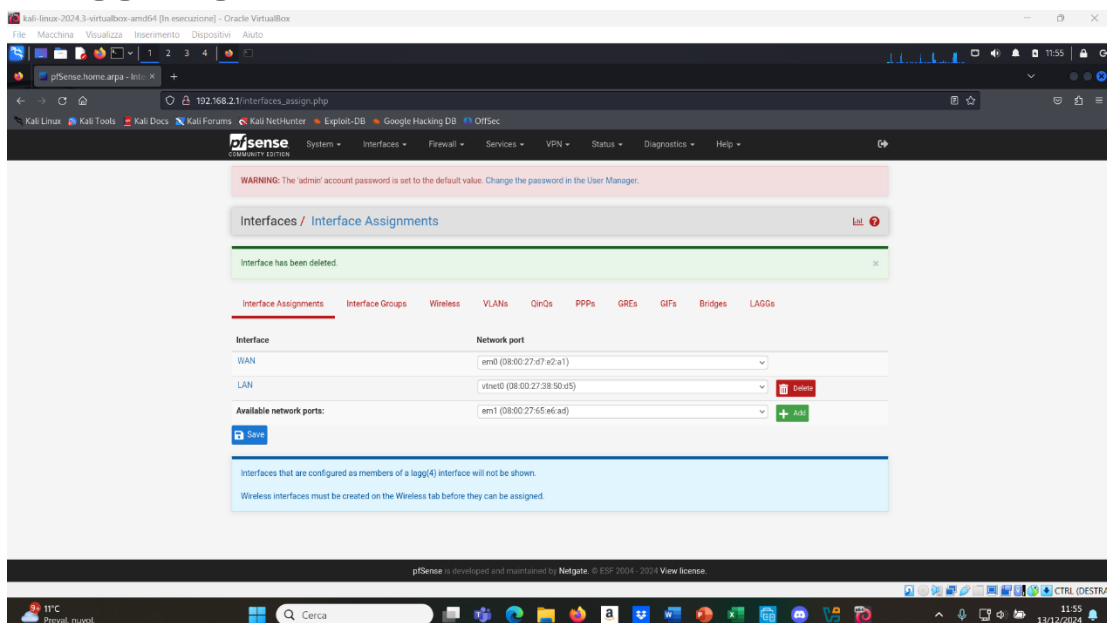 kali-linux-2024.3-virtualbox-amd64 [In esecuzione] - Oracle VirtualBox
File Macchina Visualizza Inserimento Dispositivi Aiuto
1 2 3 4
11:55
pfSense.home.arpa - Inte
192.168.2.1/interfaces_assign.php
Kali Linux Kali Tools Kali Docs Kali Forums Kali NetHunter Exploit-DB Google Hacking DB OffSec
pfsense System Interfaces Firewall Services VPN Status Diagnostics Help
COMMUNITY EDITION
WARNING: The 'admin' account password is set to the default value. Change the password in the User Manager.
Interfaces / Interface Assignments
Interface has been deleted.
Interface Assignments Interface Groups Wireless VLANs QinQs PPPs GREs GIFs Bridges LAGGs
Interface Network port
WAN em0 (08:00:27:d7:e2:a1)
LAN vtnet0 (08:00:27:38:50:d5) Delete
Available network ports: em1 (08:00:27:65:e6:ad) Add
Save
Interfaces that are configured as members of a lagg(4) interface will not be shown.
Wireless interfaces must be created on the Wireless tab before they can be assigned.
pfSense is developed and maintained by Netgate. © ESF 2004 - 2024 View license.
CTRL (DESTRA
11°C
Preval. nuvol.
Cerca
11:55
13/12/2024